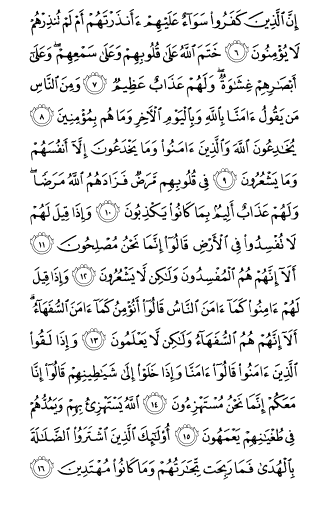 إِنَّ ٱلَّذِينَ كَفَرُوا۟ سَوَآءٌ عَلَيْهِمْ ءَأَنذَرْتَهُمْ أَمْ لَمْ تُنذِرْهُمْ
لَا يُؤْمِنُونَ ٦ خَتَمَ ٱللَّهُ عَلَىٰ قُلُوبِهِمْ وَعَلَىٰ سَمْعِهِمْ ۖ وَعَلَىٰٓ
أَبْصَٰرِهِمْ غِشَٰوَةٌ ۖ وَلَهُمْ عَذَابٌ عَظِيمٌ ٧ وَمِنَ ٱلنَّاسِ
مَن يَقُولُ ءَامَنَّا بِٱللَّهِ وَبِٱلْيَوْمِ ٱلْءَاخِرِ وَمَا هُم بِمُؤْمِنِينَ ٨
يُخَٰدِعُونَ ٱللَّهَ وَٱلَّذِينَ ءَامَنُوا۟ وَمَا يَخْدَعُونَ إِلَّآ أَنفُسَهُمْ
وَمَا يَشْعُرُونَ ٩ فِى قُلُوبِهِم مَّرَضٌ فَزَادَهُمُ ٱللَّهُ مَرَضًا ۖ
وَلَهُمْ عَذَابٌ أَلِيمٌۢ بِمَا كَانُوا۟ يَكْذِبُونَ ١٠ وَإِذَا قِيلَ لَهُمْ
لَا تُفْسِدُوا۟ فِى ٱلْأَرْضِ قَالُوٓا۟ إِنَّمَا نَحْنُ مُصْلِحُونَ ١١
أَلَآ إِنَّهُمْ هُمُ ٱلْمُفْسِدُونَ وَلَٰكِن لَّا يَشْعُرُونَ ١٢ وَإِذَا قِيلَ
لَهُمْ ءَامِنُوا۟ كَمَآ ءَامَنَ ٱلنَّاسُ قَالُوٓا۟ أَنُؤْمِنُ كَمَآ ءَامَنَ ٱلسُّفَهَآءُ ۗ
أَلَآ إِنَّهُمْ هُمُ ٱلسُّفَهَآءُ وَلَٰكِن لَّا يَعْلَمُونَ ١٣ وَإِذَا لَقُوا۟
ٱلَّذِينَ ءَامَنُوا۟ قَالُوٓا۟ ءَامَنَّا وَإِذَا خَلَوْا۟ إِلَىٰ شَيَٰطِينِهِمْ قَالُوٓا۟ إِنَّا
مَعَكُمْ إِنَّمَا نَحْنُ مُسْتَهْزِءُونَ ١٤ ٱللَّهُ يَسْتَهْزِئُ بِهِمْ وَيَمُدُّهُمْ
فِى طُغْيَٰنِهِمْ يَعْمَهُونَ ١٥ أُو۟لَٰٓئِكَ ٱلَّذِينَ ٱشْتَرَوُا۟ ٱلضَّلَٰلَةَ
بِٱلْهُدَىٰ فَمَا رَبِحَت تِّجَٰرَتُهُمْ وَمَا كَانُوا۟ مُهْتَدِينَ ١٦